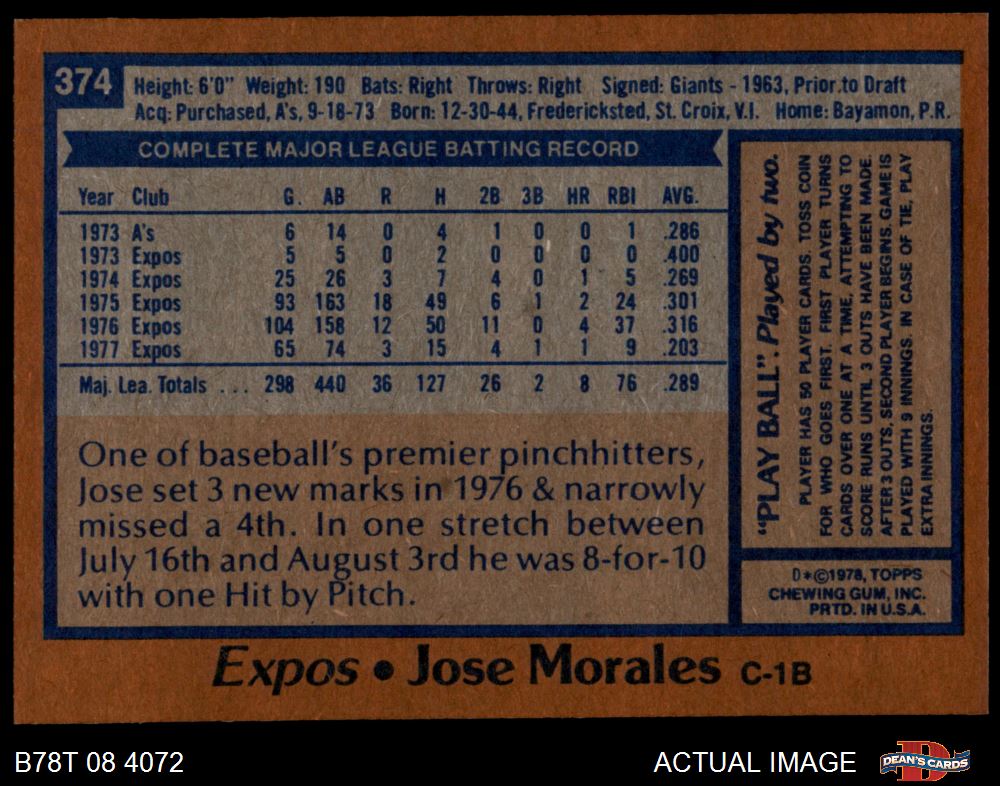 374
Height: 6'0" Weight: 190 Bats: Right Throws: Right Signed: Giants - 1963, Prior to Draft
Acq: Purchased, A's, 9-18-73 Born: 12-30-44, Fredericksted, St. Croix, V.I. Home: Bayamon, P.R.
COMPLETE MAJOR LEAGUE BATTING RECORD
Year Club G. AB R H 2B 3B HR RBI AVG.
1973 A's 6 14 0 4 1 0 0 1 .286
1973 Expos 5 5 0 2 0 0 0 0 .400
1974 Expos 25 26 3 7 4 0 1 5 .269
1975 Expos 93 163 18 49 6 1 2 24 .301
1976 Expos 104 158 12 50 11 0 4 37 .316
1977 Expos 65 74 3 15 4 1 1 9 .203
Maj. Lea. Totals ... 298 440 36 127 26 2 8 76 .289
One of baseball's premier pinchhitters,
Jose set 3 new marks in 1976 & narrowly
missed a 4th. In one stretch between
July 16th and August 3rd he was 8-for-10
with one Hit by Pitch.
"PLAY BALL". Played by two.
PLAYER HAS 50 PLAYER CARDS. TOSS COIN
FOR WHO GOES FIRST. FIRST PLAYER TURNS
CARDS OVER ONE AT A TIME, ATTEMPTING TO
SCORE RUNS UNTIL 3 OUTS HAVE BEEN MADE.
AFTER 3 OUTS, SECOND PLAYER BEGINS. GAME IS
PLAYED WITH 9 INNINGS. IN CASE OF TIE, PLAY
EXTRA INNINGS.
D*©1978, TOPPS
CHEWING GUM, INC.
PRTD. IN U.S.A.
Expos • Jose Morales C-1B
B78T 08 4072
ACTUAL IMAGE
D
DEAN'S CARDS